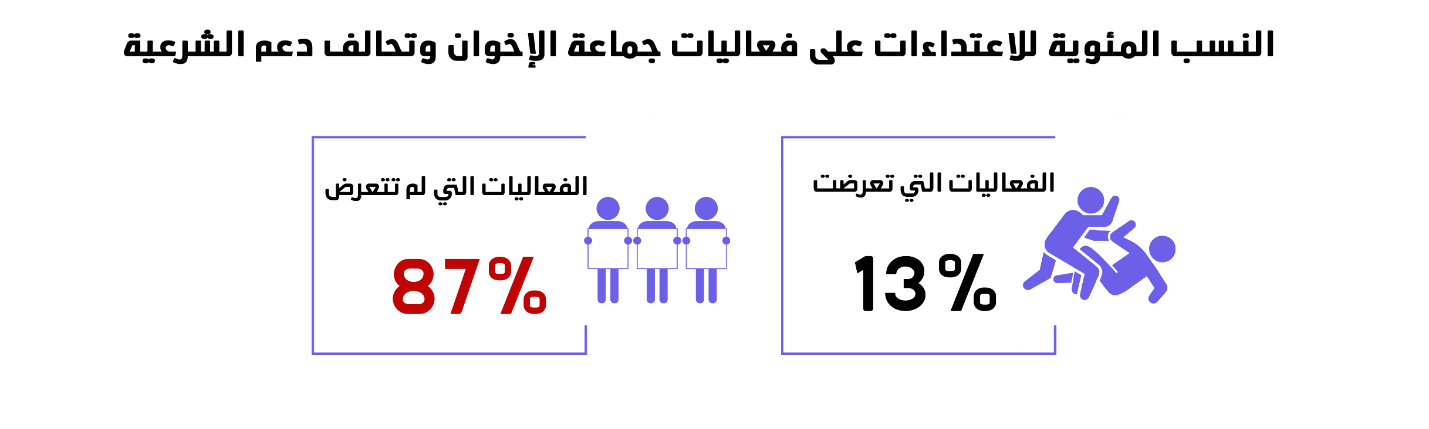 النسب المئوية للاعتداءات على فعاليات جماعة الإخوان وتحالف دعم الشرعية
الفعاليات التي تعرضت
13%
الفعاليات التي لم تتعرض
87%